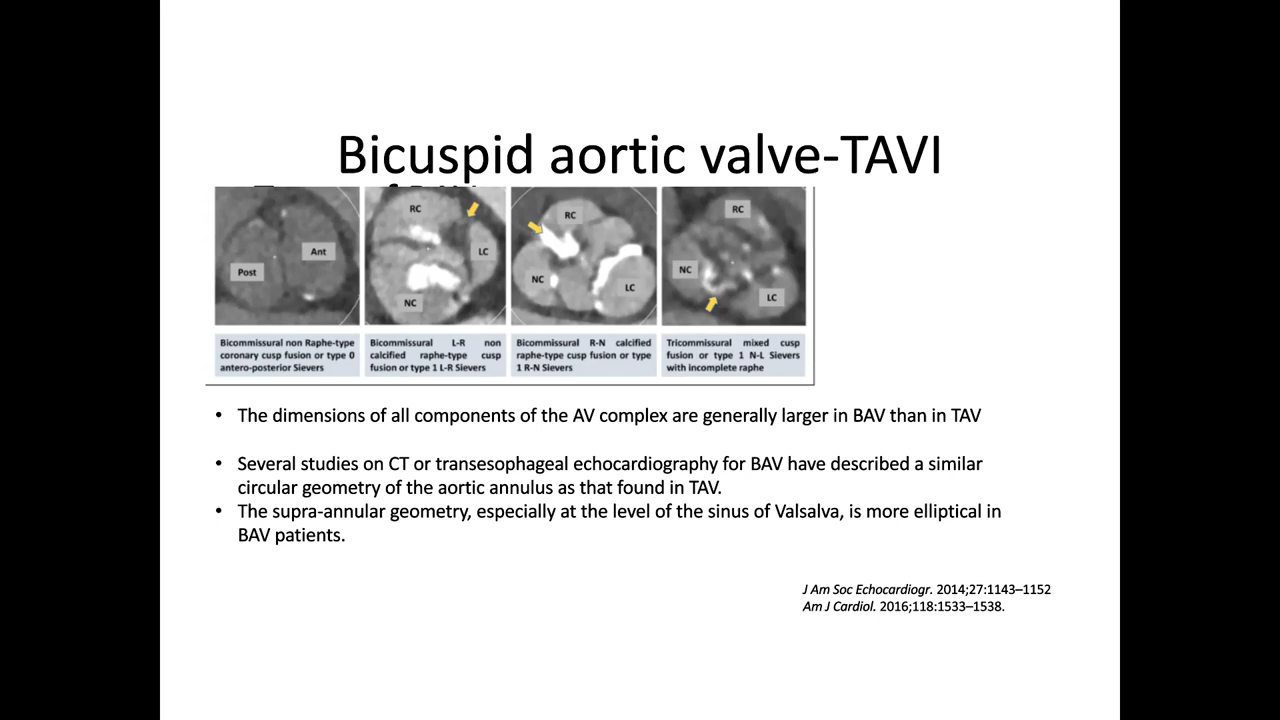 Bicuspid aortic valve-TAVI
Post
Ant
RC
LC
NC
RC
NC
LC
RC
NC
LC
Bicommissural non Raphe-type
coronary cusp fusion or type 0
antero-posterior Sievers
Bicommissural L-R non
calcified raphe-type cusp
fusion or type 1 L-R Sievers
Bicommissural R-N calcified
raphe-type cusp fusion or type
1 R-N Sievers
Tricommissural mixed cusp
fusion or type 1 N-L Sievers
with incomplete raphe
• The dimensions of all components of the AV complex are generally larger in BAV than in TAV
• Several studies on CT or transesophageal echocardiography for BAV have described a similar
circular geometry of the aortic annulus as that found in TAV.
• The supra-annular geometry, especially at the level of the sinus of Valsalva, is more elliptical in
BAV patients.
J Am Soc Echocardiogr. 2014;27:1143–1152
Am J Cardiol. 2016;118:1533–1538.